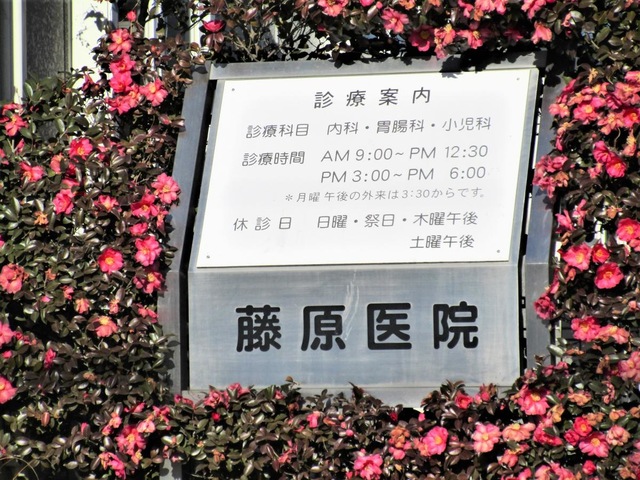 診療案内
診療科目 内科・胃腸科・小児科
診療時間 AM 9:00~PM 12:30
PM 3:00~PM 6:00
＊月曜 午後の外来は3:30からです。
休診日 日曜・祭日・木曜午後
土曜午後
藤原医院